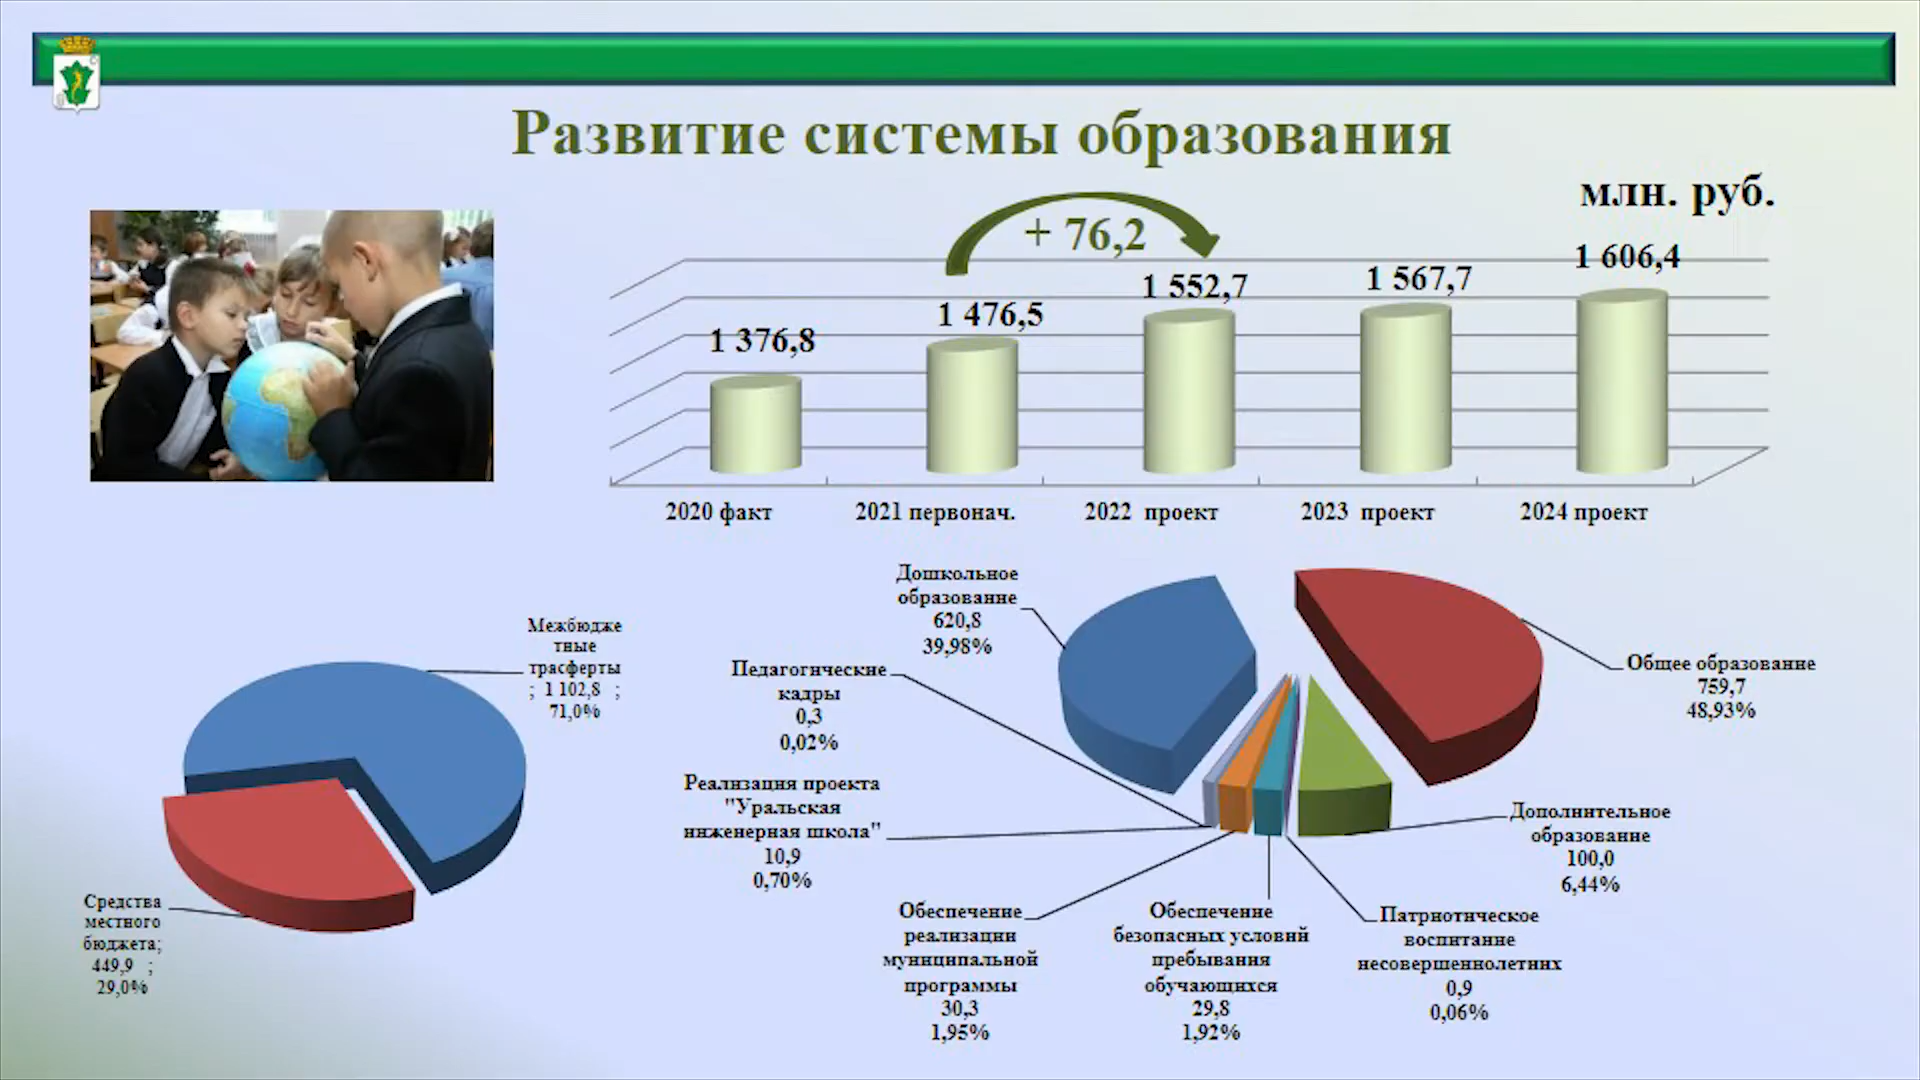 Развитие системы образования
млн. руб.
+ 76,2
1 376,8
1 476,5
1 552,7
1 567,7
1 606,4
2020 факт
2021 первонач.
2022 проект
2023 проект
2024 проект
Межбюдже
тные
трасферты
; 1 102,8 ;
71,0%
Средства
местного
бюджета;
449,9 ;
29,0%
Дошкольное
образование
620,8
39,98%
Педагогические
кадры
0,3
0,02%
Реализация проекта
"Уральская
инженерная школа"
10,9
0,70%
Обеспечение
реализации
муниципальной
программы
30,3
1,95%
Обеспечение
безопасных условий
пребывания
обучающихся
29,8
1,92%
Патриотическое
воспитание
несовершеннолетних
0,9
0,06%
Дополнительное
образование
100,0
6,44%
Общее образование
759,7
48,93%